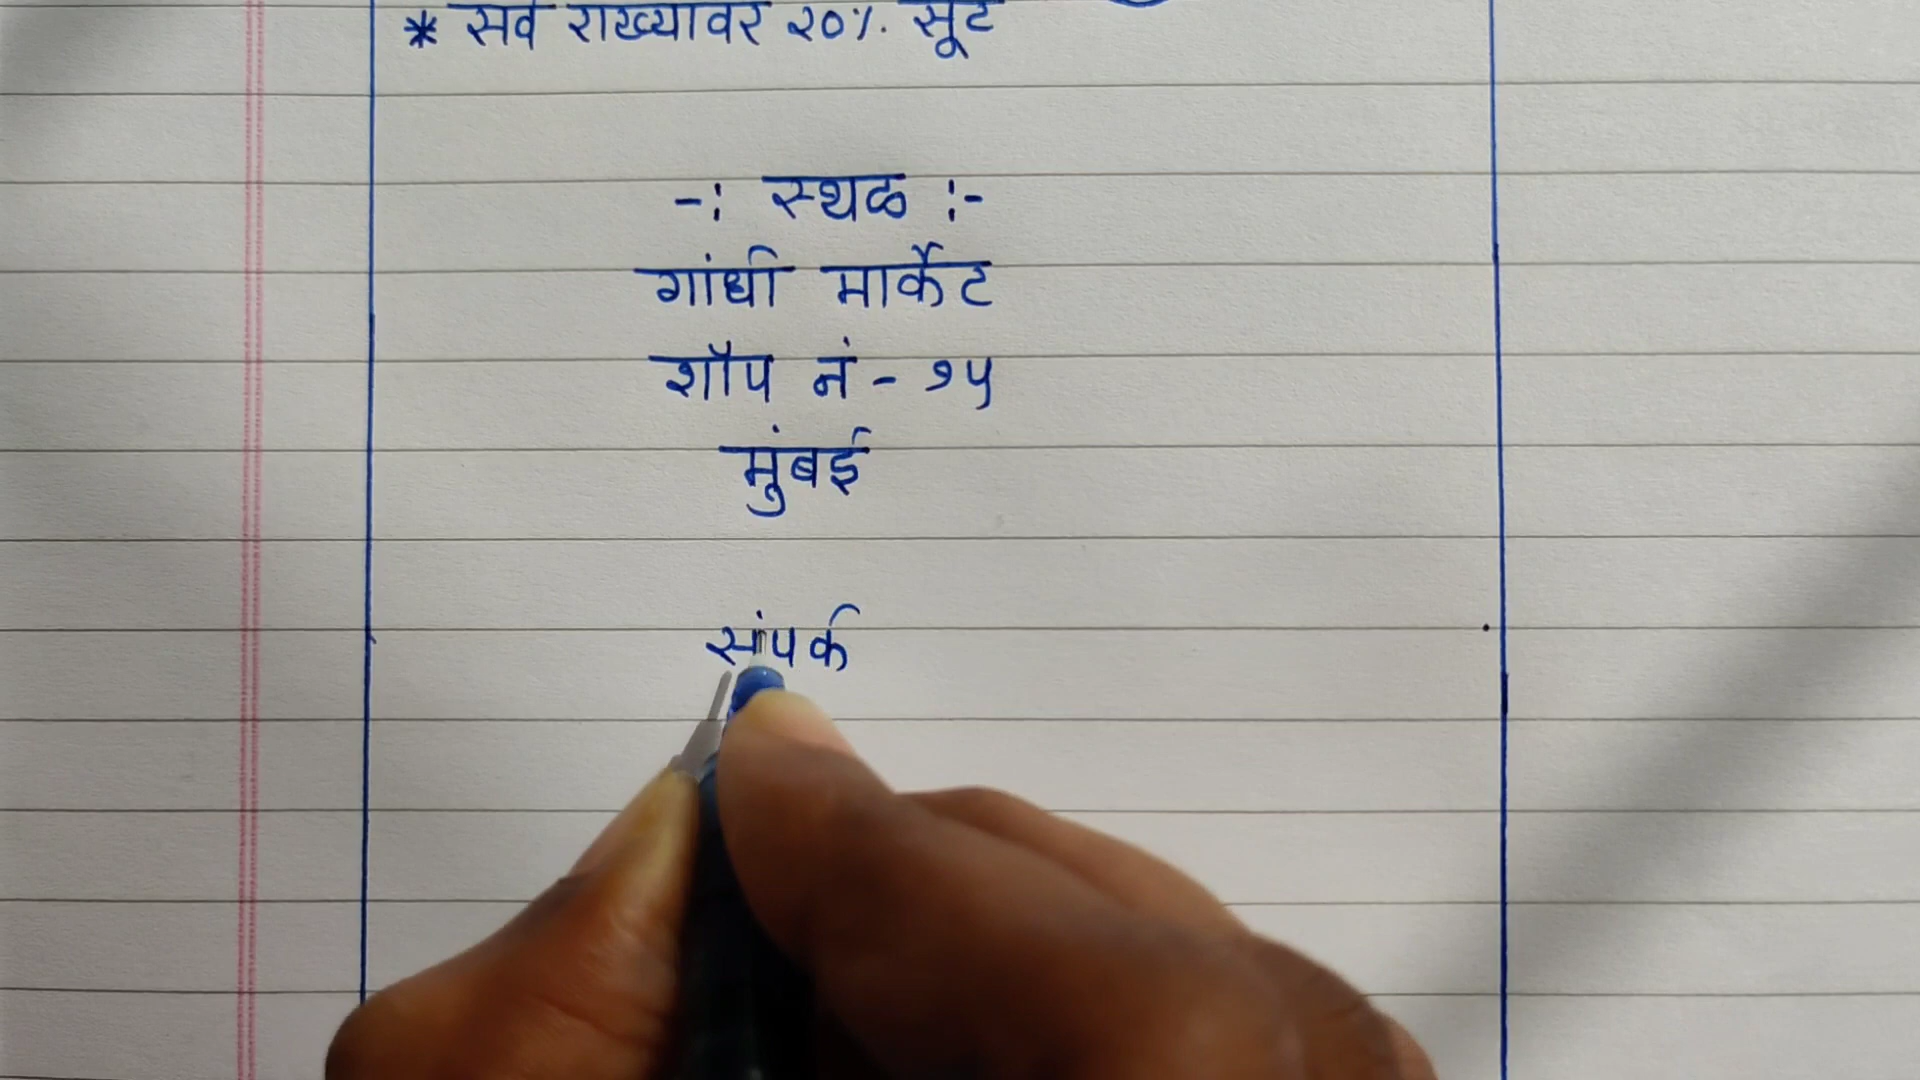 * सर्व राख्यावर २०%. सूट
-: स्थळ :-
गांधी मार्केट
शॉप नं - १५
मुंबई
संपर्क